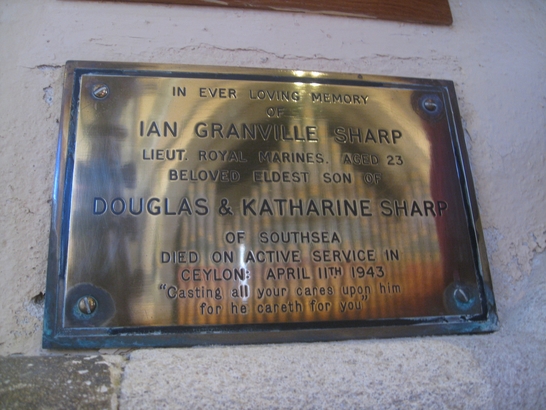 IN EVER LOVING MEMORY
OF
IAN GRANVILLE SHARP
LIEUT. ROYAL MARINES. AGED 23
BELOVED ELDEST SON OF
DOUGLAS & KATHARINE SHARP
OF SOUTHSEA
DIED ON ACTIVE SERVICE IN
CEYLON: APRIL 11TH 1943
"Casting all your cares upon him
for he careth for you"